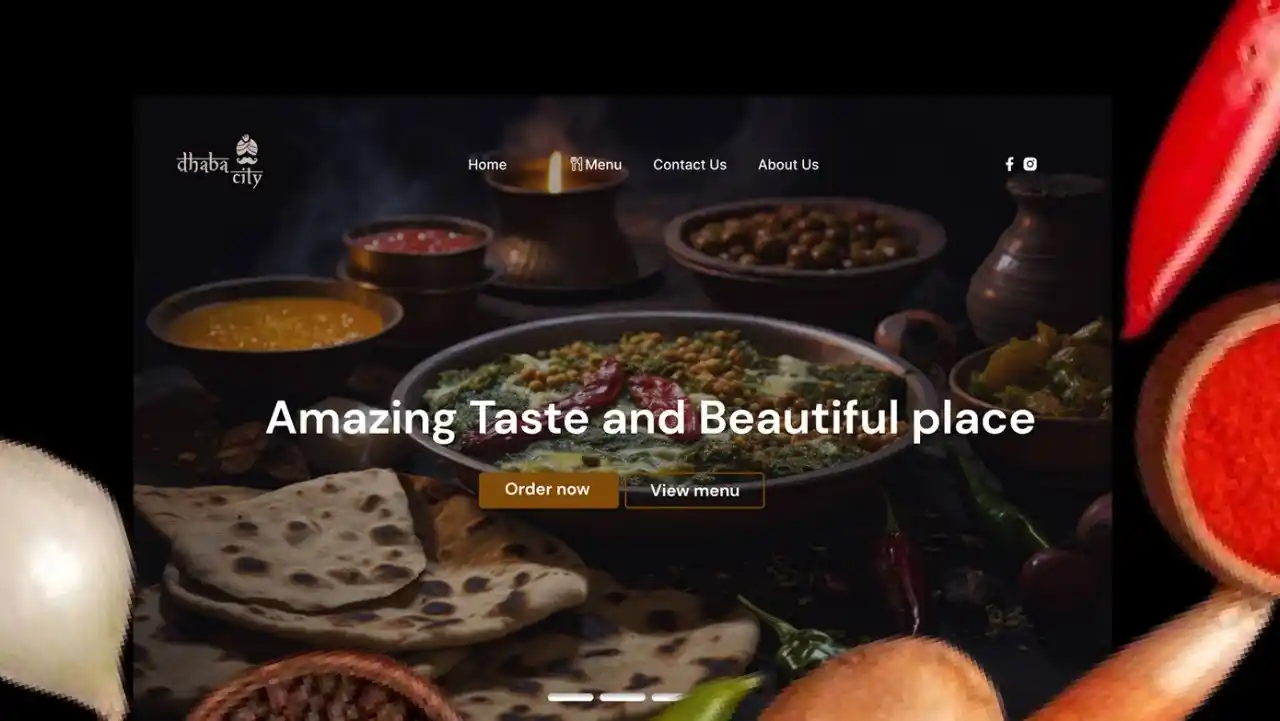 dhaba
city
Home Menu Contact Us About Us
Amazing Taste and Beautiful place
Order now View menu